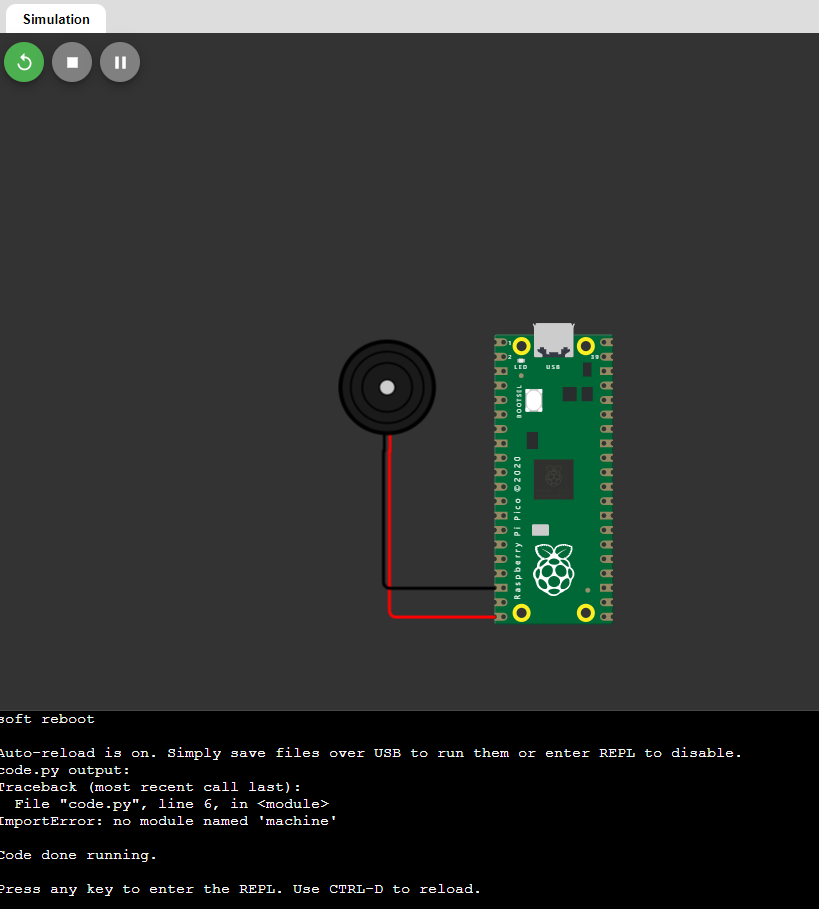 Simulation
1
2
39
LED
USB
BOOTSEL
Raspberry Pi Pico ©2020
soft reboot
Auto-reload is on. Simply save files over USB to run them or enter REPL to disable.
code.py output:
Traceback (most recent call last):
  File "code.py", line 6, in <module>
ImportError: no module named 'machine'
Code done running.
Press any key to enter the REPL. Use CTRL-D to reload.